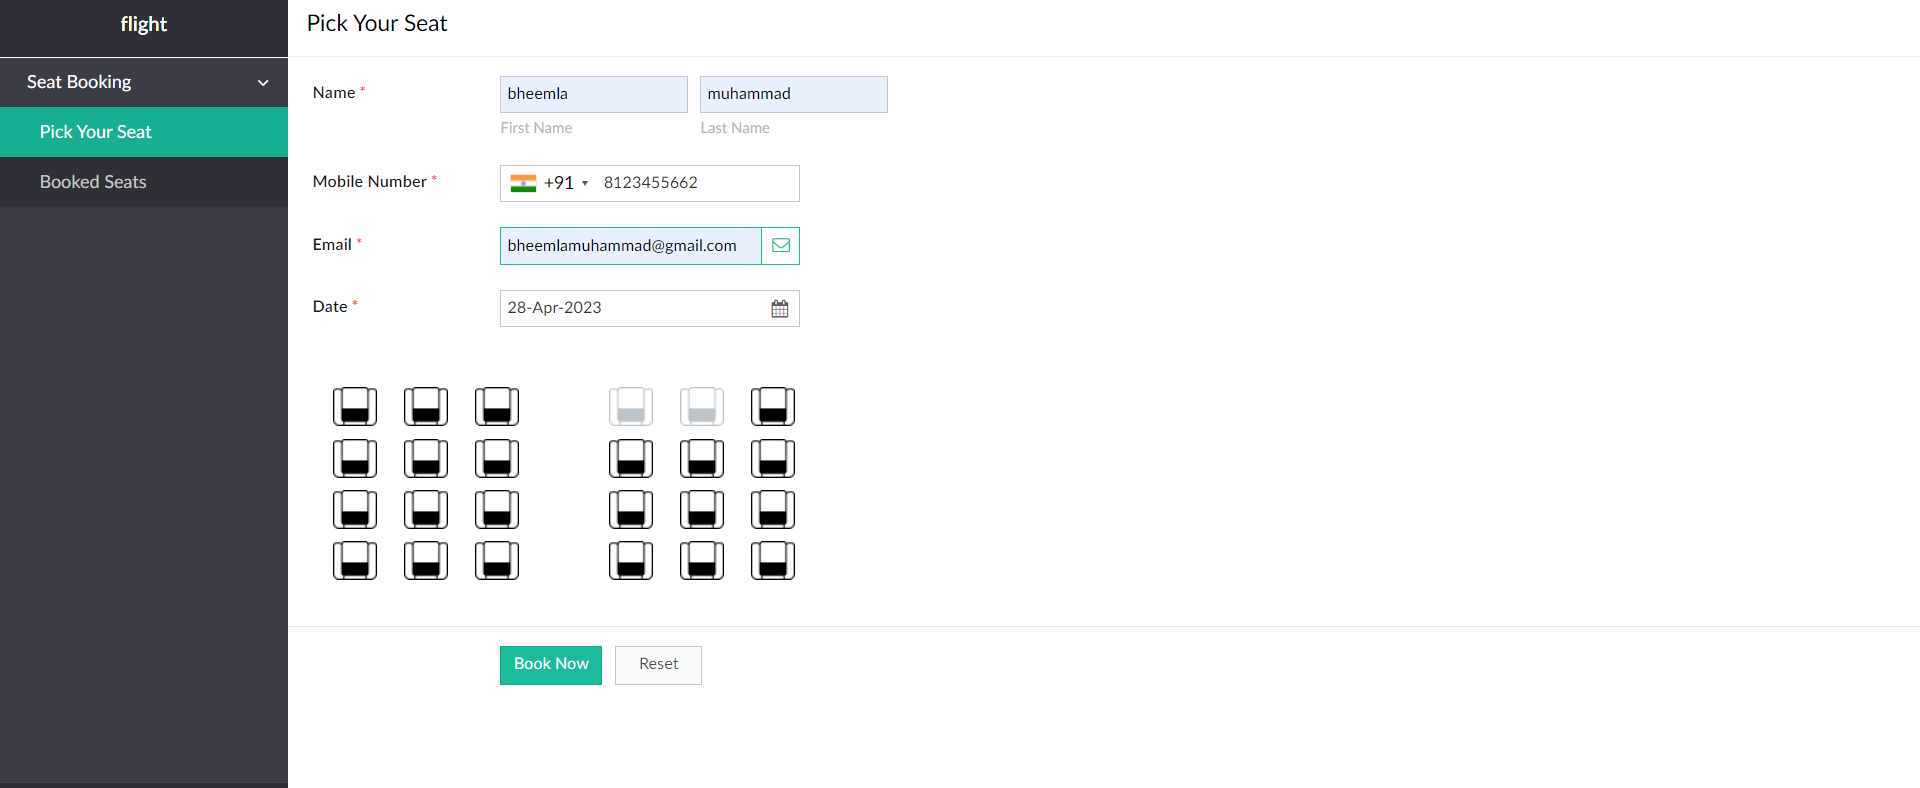 flight
Pick Your Seat
Seat Booking
Pick Your Seat
Booked Seats
Name *
bheemla muhammad
First Name Last Name
Mobile Number *
+91 8123455662
Email *
bheemlamuhammad@gmail.com
Date *
28-Apr-2023
Book Now Reset